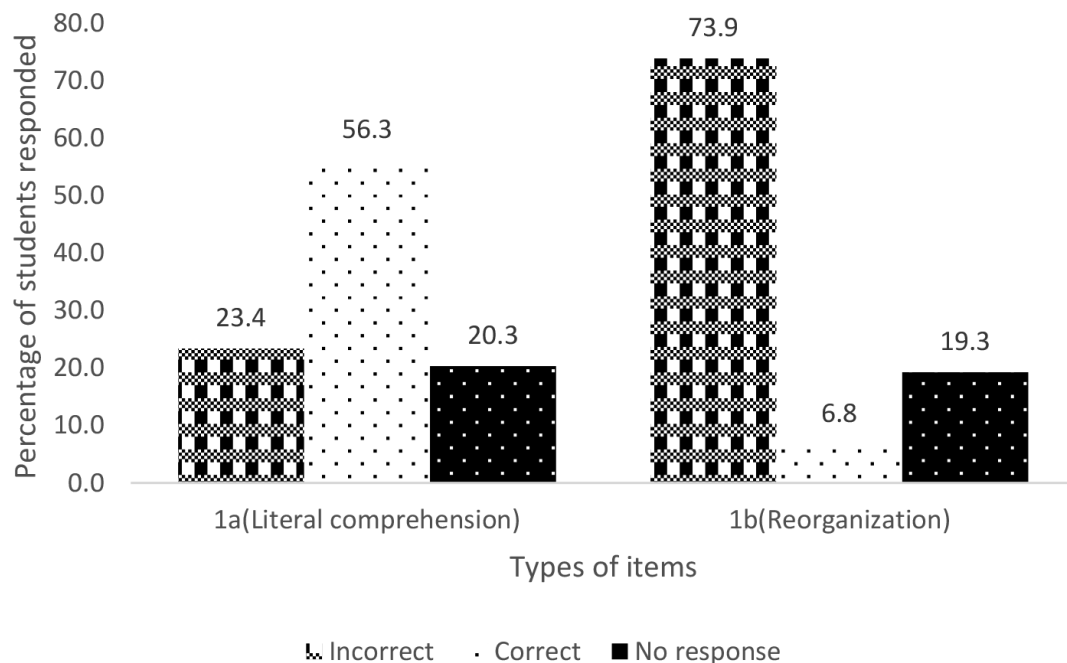 Percentage of students responded
80.0
70.0
60.0
50.0
40.0
30.0
20.0
10.0
0.0
23.4
56.3
20.3
73.9
6.8
19.3
1a(Literal comprehension)
1b(Reorganization)
Types of items
Incorrect
Correct
No response